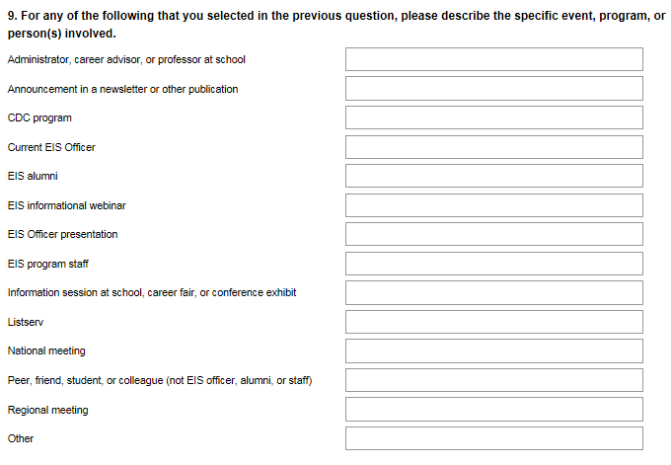 9. For any of the following that you selected in the previous question, please describe the specific event, program, or
person(s) involved.
Administrator, career advisor, or professor at school
Announcement in a newsletter or other publication
CDC program
Current EIS Officer
EIS alumni
EIS informational webinar
EIS Officer presentation
EIS program staff
Information session at school, career fair, or conference exhibit
Listserv
National meeting
Peer, friend, student, or colleague (not EIS officer, alumni, or staff)
Regional meeting
Other